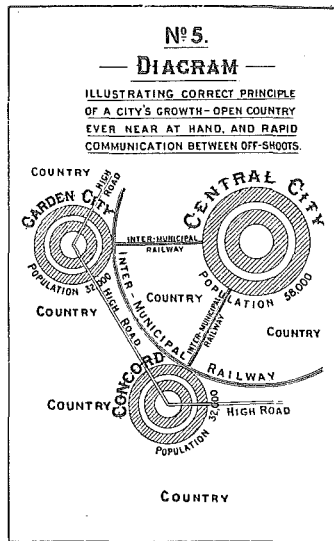 Nº 5.
— DIAGRAM —
ILLUSTRATING CORRECT PRINCIPLE
OF A CITY'S GROWTH – OPEN COUNTRY
EVER NEAR AT HAND, AND RAPID
COMMUNICATION BETWEEN OFF-SHOOTS.
COUNTRY
HIGH ROAD
GARDEN CITY
POPULATION 32,000
CENTRAL CITY
POPULATION 58,000
INTER-MUNICIPAL
RAILWAY
COUNTRY
COUNTRY
COUNTRY
HIGH ROAD
INTER-MUNICIPAL RAILWAY
INTER-MUNICIPAL
RAILWAY
COUNTRY
CONCORD
POPULATION 32,000
HIGH ROAD
COUNTRY